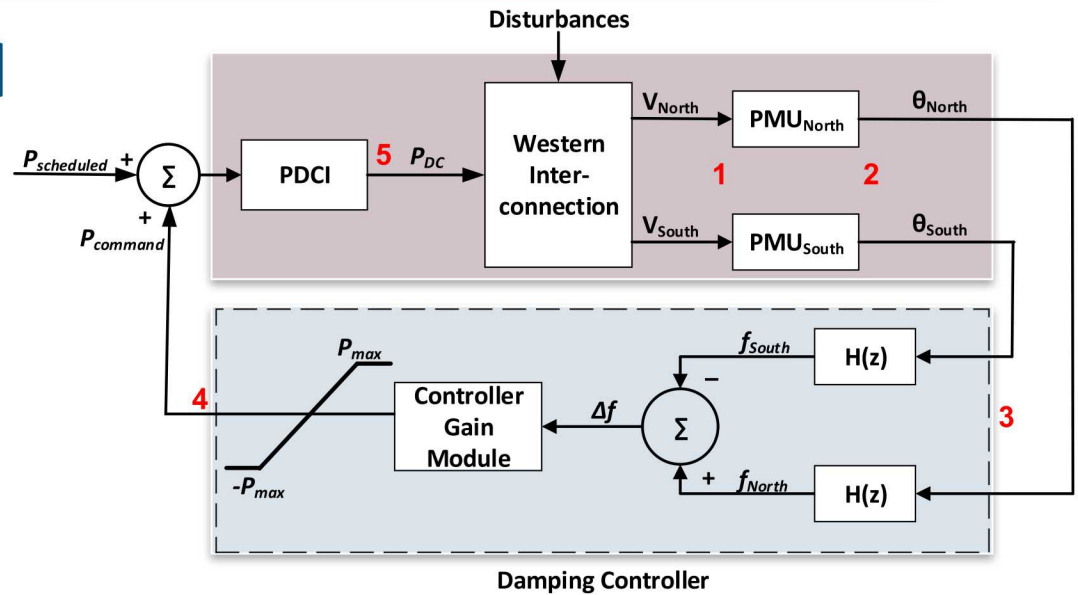 Disturbances
P_scheduled
+
Σ
+
P_command
PDCI
5
P_DC
Western
Inter-
connection
V_North
V_South
1
PMU_North
PMU_South
2
θ_North
θ_South
P_max
-P_max
4
Controller
Gain
Module
Δf
Σ
−
+
f_South
f_North
H(z)
H(z)
3
Damping Controller